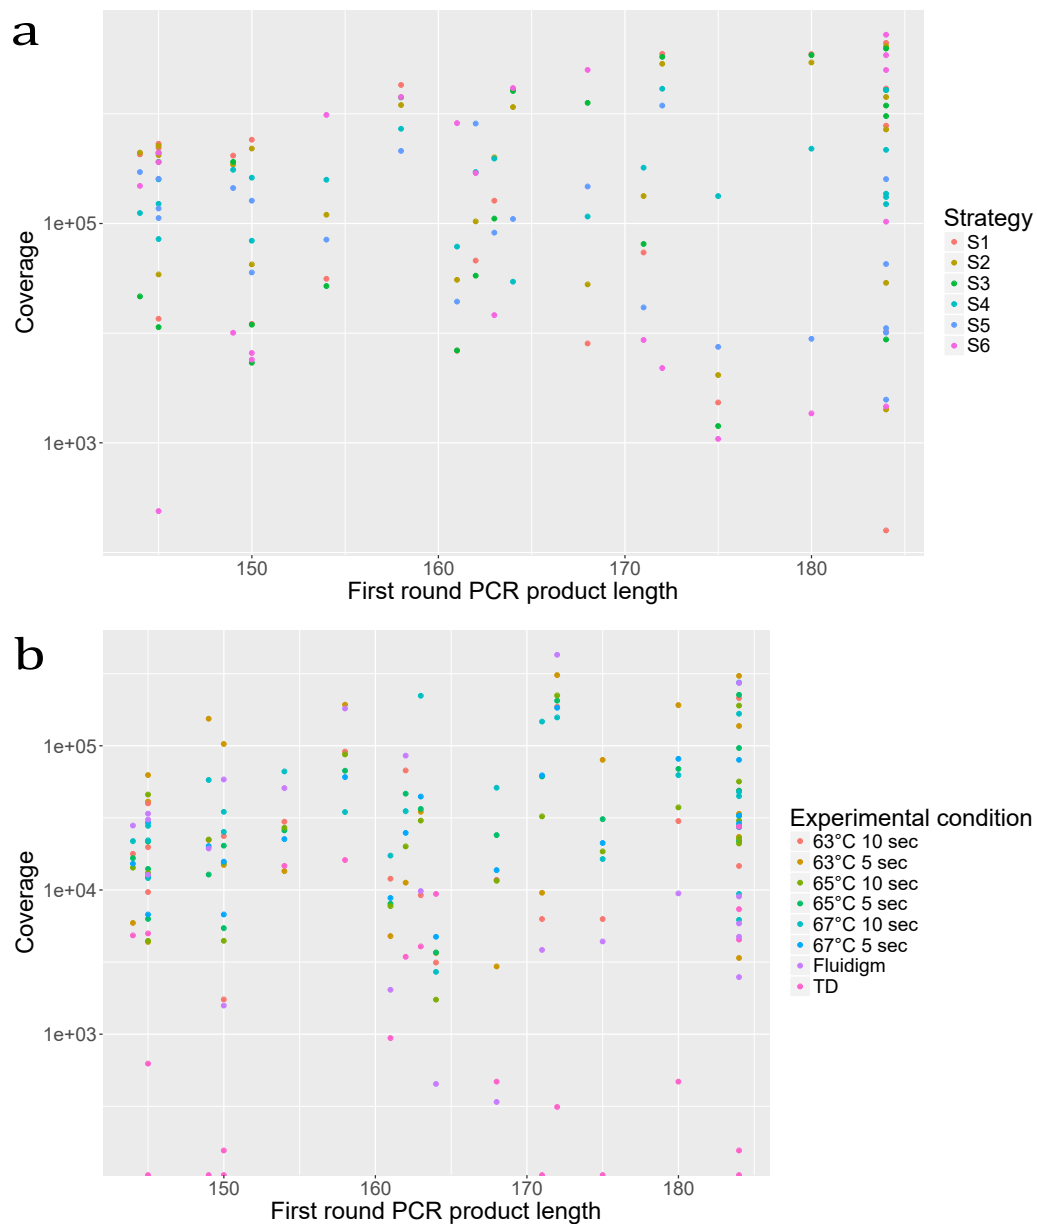 a
Coverage
1e+05
1e+03
150 160 170 180
First round PCR product length
Strategy
S1
S2
S3
S4
S5
S6
b
Coverage
1e+05
1e+04
1e+03
150 160 170 180
First round PCR product length
Experimental condition
63°C 10 sec
63°C 5 sec
65°C 10 sec
65°C 5 sec
67°C 10 sec
67°C 5 sec
Fluidigm
TD